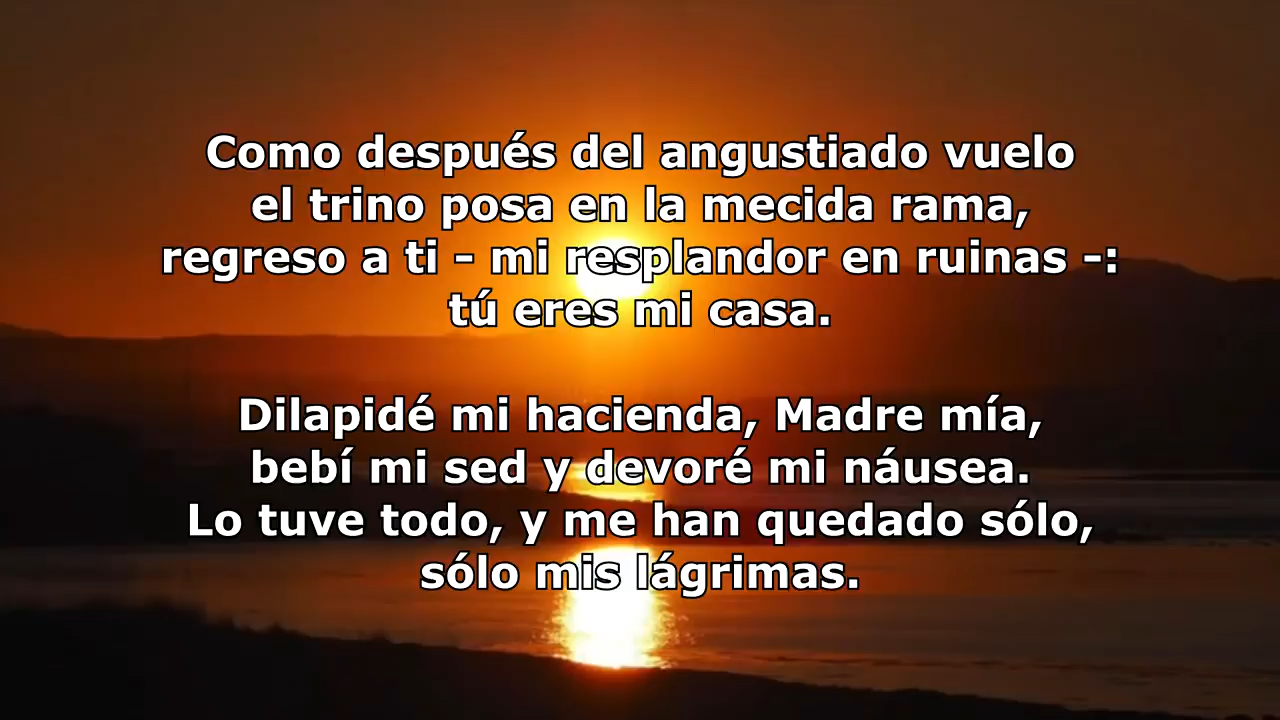 Como después del angustiado vuelo
el trino posa en la mecida rama,
regreso a ti - mi resplandor en ruinas -:
tú eres mi casa.
Dilapidé mi hacienda, Madre mía,
bebí mi sed y devoré mi náusea.
Lo tuve todo, y me han quedado sólo,
sólo mis lágrimas.